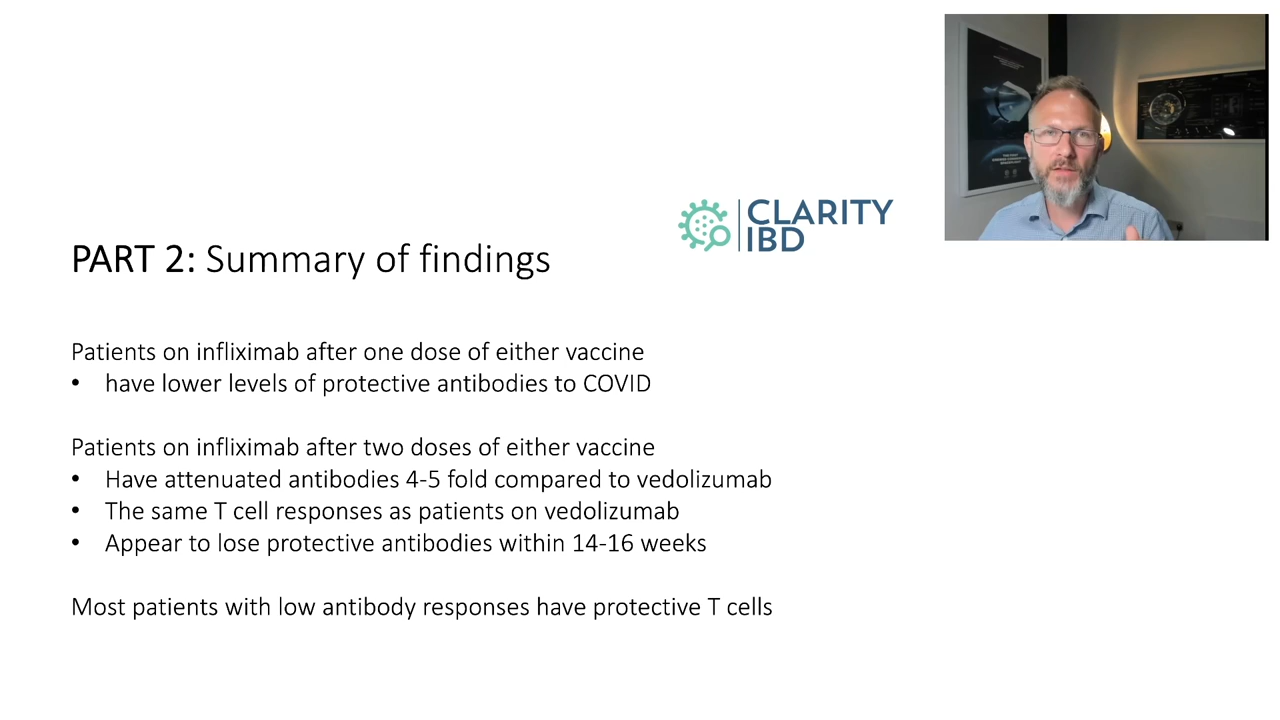 CLARITY
IBD
PART 2: Summary of findings
Patients on infliximab after one dose of either vaccine
• have lower levels of protective antibodies to COVID
Patients on infliximab after two doses of either vaccine
• Have attenuated antibodies 4-5 fold compared to vedolizumab
• The same T cell responses as patients on vedolizumab
• Appear to lose protective antibodies within 14-16 weeks
Most patients with low antibody responses have protective T cells